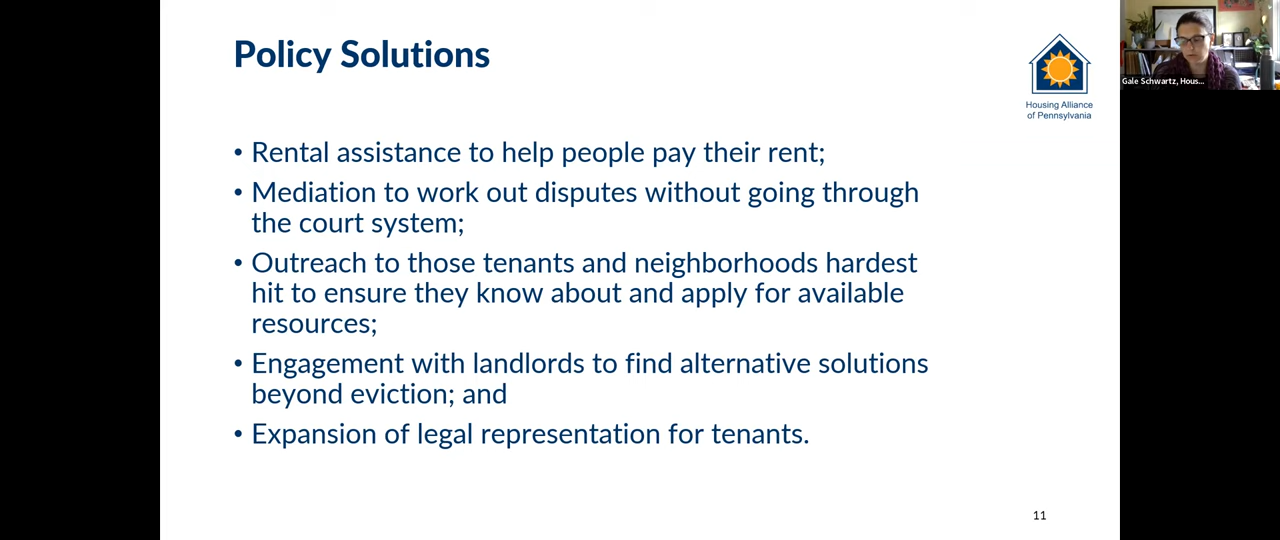 Policy Solutions
Housing Alliance
of Pennsylvania
Gale Schwartz, Hous...
• Rental assistance to help people pay their rent;
• Mediation to work out disputes without going through
the court system;
• Outreach to those tenants and neighborhoods hardest
hit to ensure they know about and apply for available
resources;
• Engagement with landlords to find alternative solutions
beyond eviction; and
• Expansion of legal representation for tenants.
11